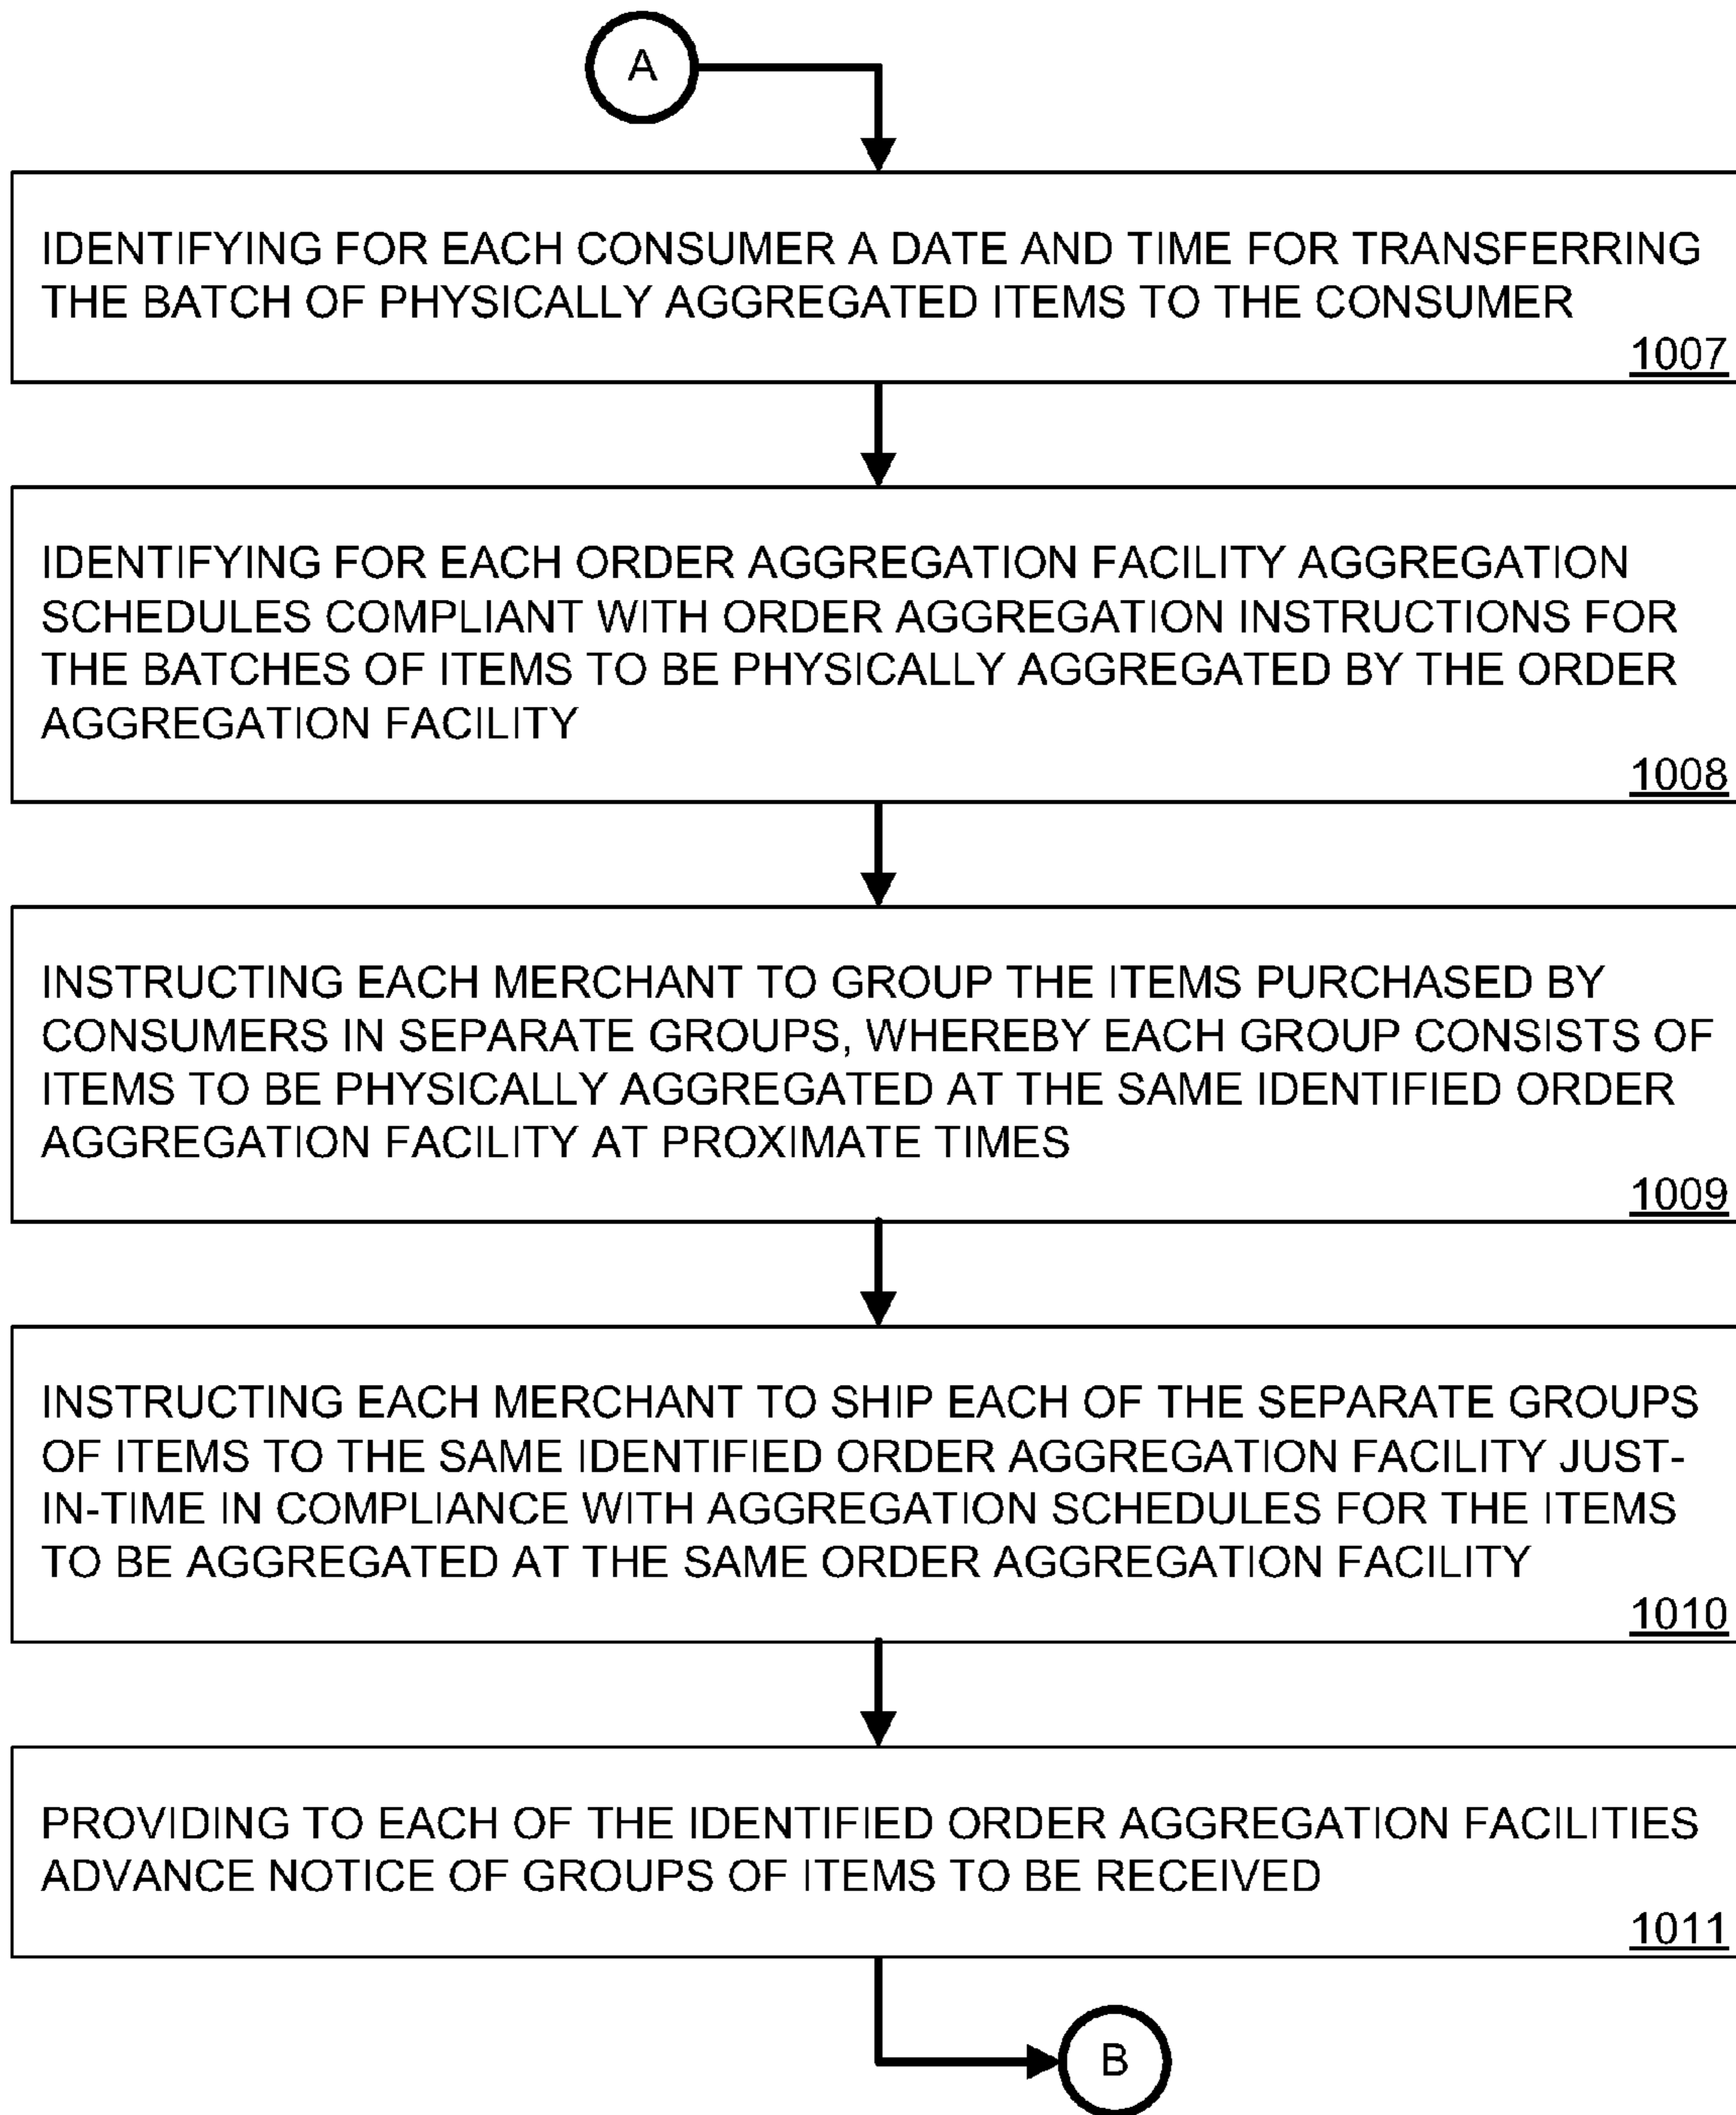 A
IDENTIFYING FOR EACH CONSUMER A DATE AND TIME FOR TRANSFERRING
THE BATCH OF PHYSICALLY AGGREGATED ITEMS TO THE CONSUMER
1007
IDENTIFYING FOR EACH ORDER AGGREGATION FACILITY AGGREGATION
SCHEDULES COMPLIANT WITH ORDER AGGREGATION INSTRUCTIONS FOR
THE BATCHES OF ITEMS TO BE PHYSICALLY AGGREGATED BY THE ORDER
AGGREGATION FACILITY
1008
INSTRUCTING EACH MERCHANT TO GROUP THE ITEMS PURCHASED BY
CONSUMERS IN SEPARATE GROUPS, WHEREBY EACH GROUP CONSISTS OF
ITEMS TO BE PHYSICALLY AGGREGATED AT THE SAME IDENTIFIED ORDER
AGGREGATION FACILITY AT PROXIMATE TIMES
1009
INSTRUCTING EACH MERCHANT TO SHIP EACH OF THE SEPARATE GROUPS
OF ITEMS TO THE SAME IDENTIFIED ORDER AGGREGATION FACILITY JUST-
IN-TIME IN COMPLIANCE WITH AGGREGATION SCHEDULES FOR THE ITEMS
TO BE AGGREGATED AT THE SAME ORDER AGGREGATION FACILITY
1010
PROVIDING TO EACH OF THE IDENTIFIED ORDER AGGREGATION FACILITIES
ADVANCE NOTICE OF GROUPS OF ITEMS TO BE RECEIVED
1011
B